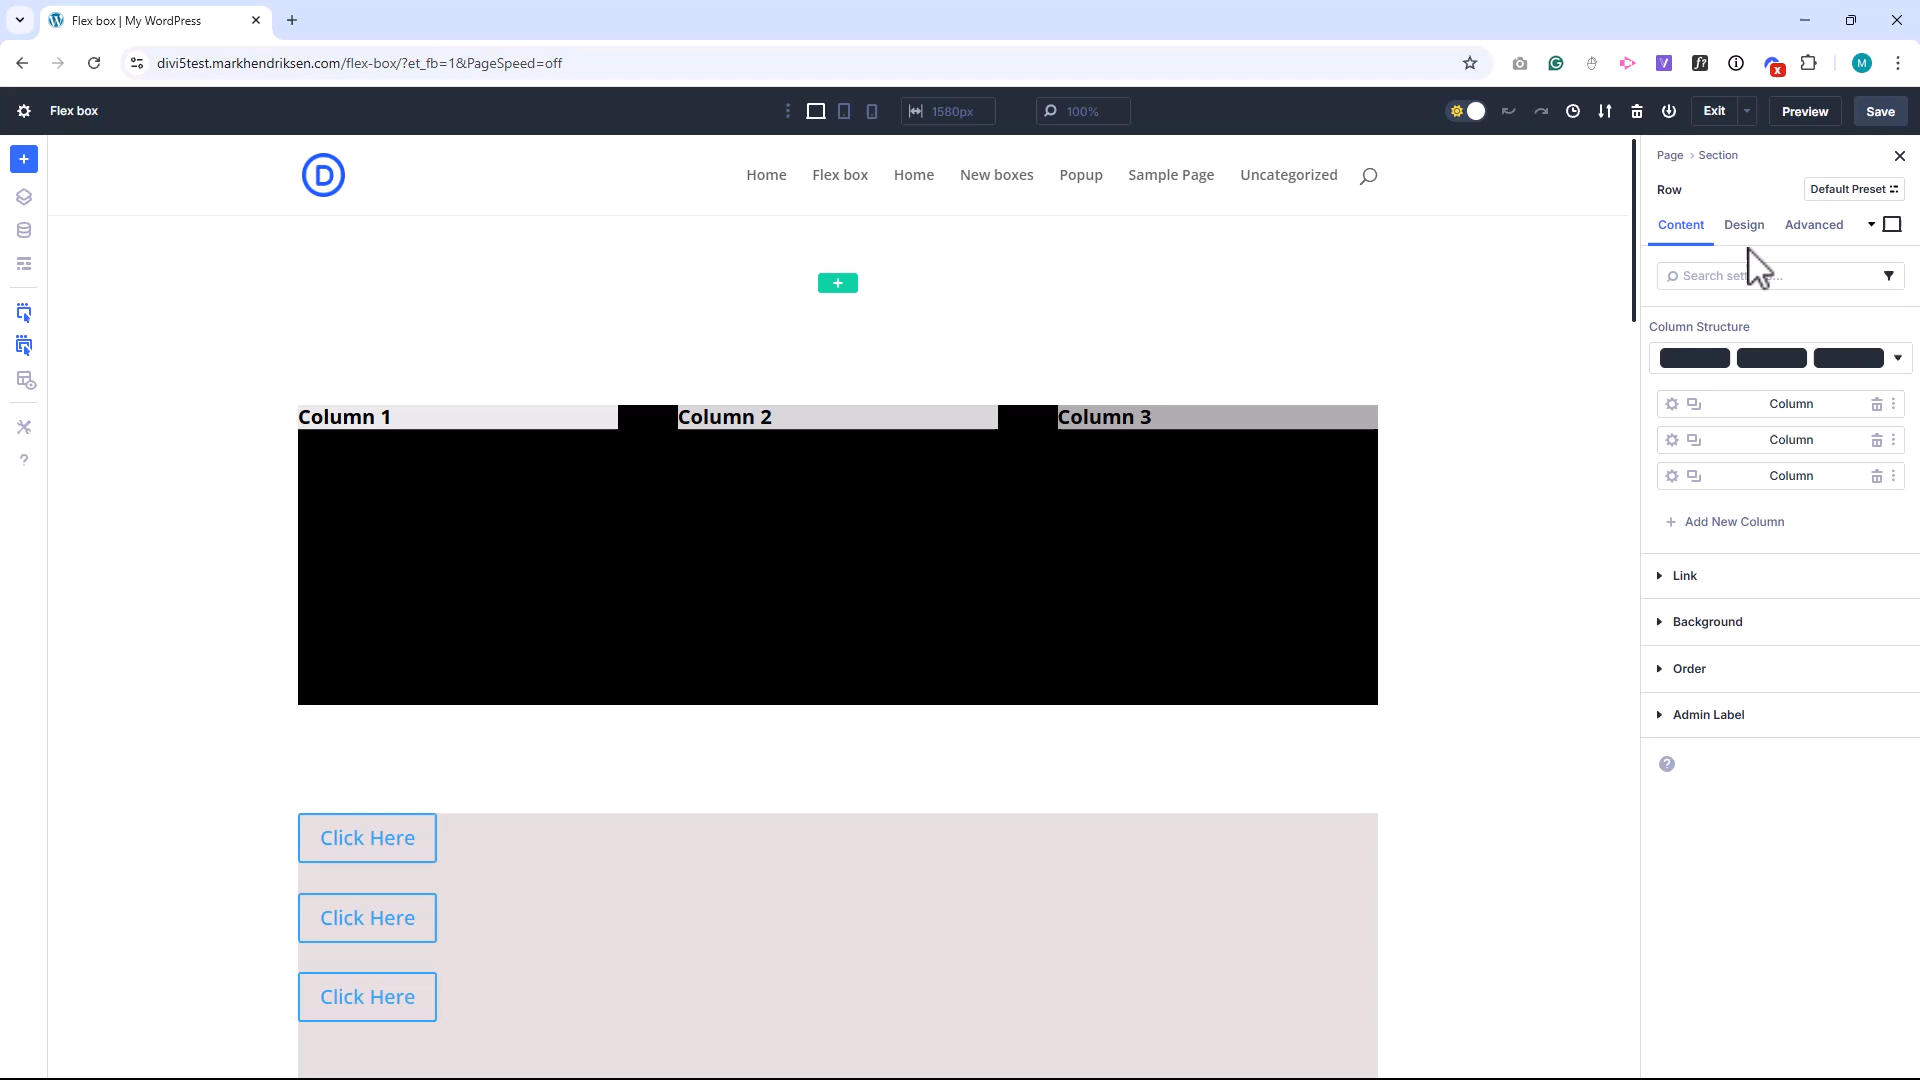 Flex box | My WordPress
divi5test.markhendriksen.com/flex-box/?et_fb=1&PageSpeed=off
M
Flex box
1580px
100%
Exit
Preview
Save
D
Home
Flex box
Home
New boxes
Popup
Sample Page
Uncategorized
Page > Section
Row
Default Preset
Content
Design
Advanced
Search
Column Structure
Column
Column
Column
+ Add New Column
Link
Background
Order
Admin Label
Column 1
Column 2
Column 3
Click Here
Click Here
Click Here